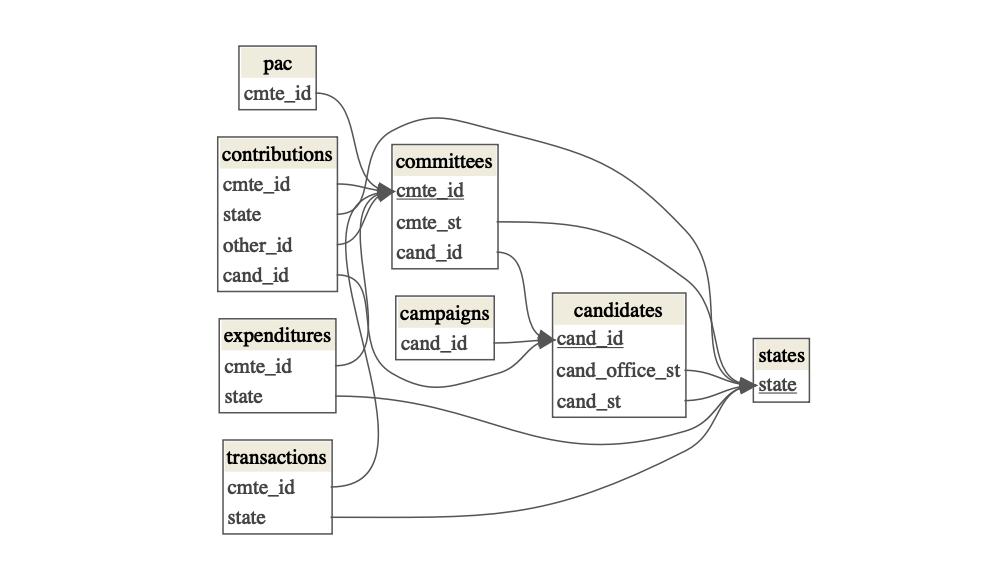 pac
cmte_id
contributions
cmte_id
state
other_id
cand_id
expenditures
cmte_id
state
transactions
cmte_id
state
committees
cmte_id
cmte_st
cand_id
campaigns
cand_id
candidates
cand_id
cand_office_st
cand_st
states
state